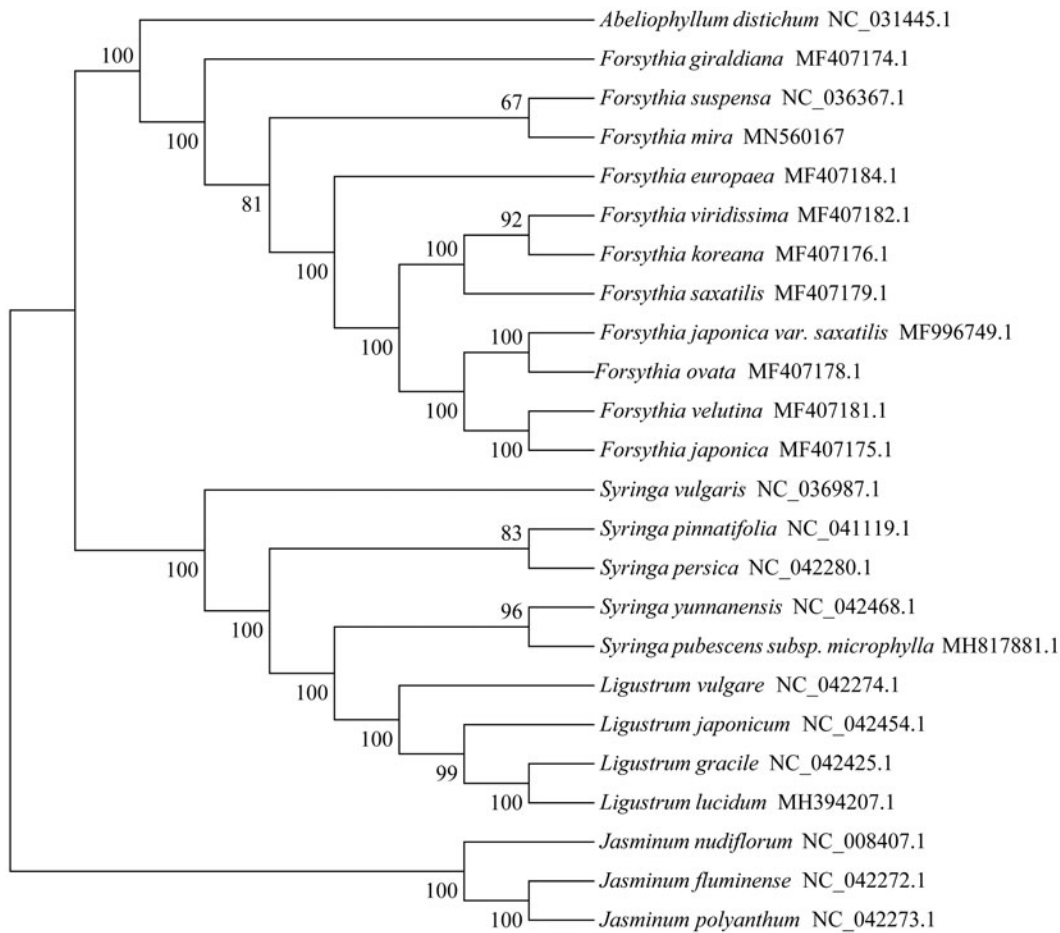 Abeliophyllum distichum NC_031445.1
100
Forsythia giraldiana MF407174.1
100
67
Forsythia suspensa NC_036367.1
Forsythia mira MN560167
81
Forsythia europaea MF407184.1
100
92
Forsythia viridissima MF407182.1
100
Forsythia koreana MF407176.1
Forsythia saxatilis MF407179.1
100
100
Forsythia japonica var. saxatilis MF996749.1
Forsythia ovata MF407178.1
100
Forsythia velutina MF407181.1
100
Forsythia japonica MF407175.1
Syringa vulgaris NC_036987.1
100
83
Syringa pinnatifolia NC_041119.1
Syringa persica NC_042280.1
100
96
Syringa yunnanensis NC_042468.1
Syringa pubescens subsp. microphylla MH817881.1
100
Ligustrum vulgare NC_042274.1
100
Ligustrum japonicum NC_042454.1
99
Ligustrum gracile NC_042425.1
100
Ligustrum lucidum MH394207.1
Jasminum nudiflorum NC_008407.1
100
Jasminum fluminense NC_042272.1
100
Jasminum polyanthum NC_042273.1